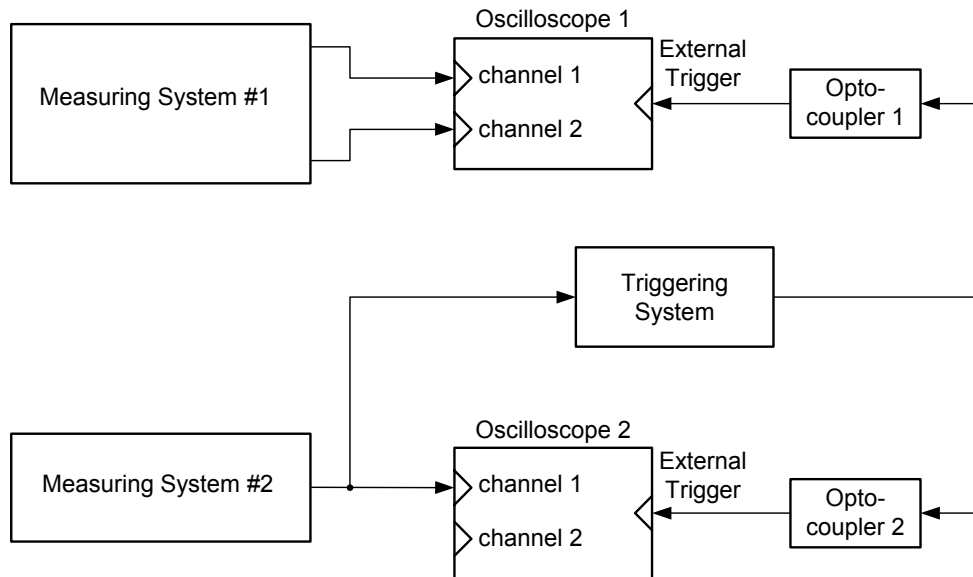 Oscilloscope 1
Measuring System #1
channel 1
channel 2
External
Trigger
Opto-
coupler 1
Triggering
System
Oscilloscope 2
Measuring System #2
channel 1
channel 2
External
Trigger
Opto-
coupler 2